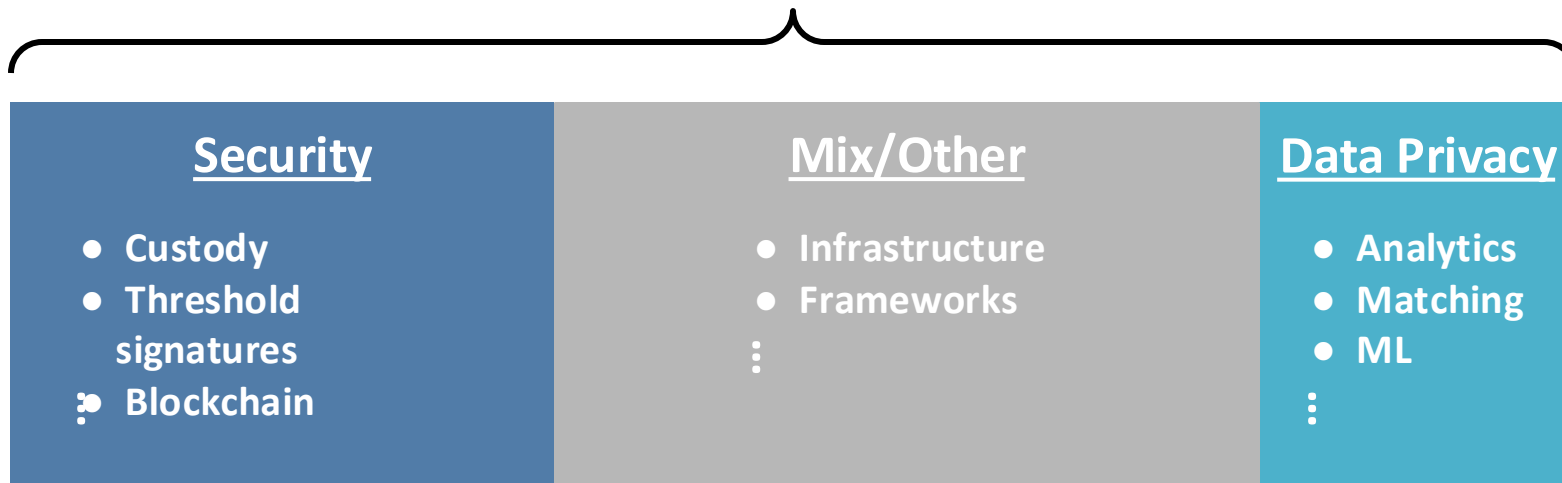 Security
● Custody
● Threshold
signatures
● Blockchain
⋮
Mix/Other
● Infrastructure
● Frameworks
⋮
Data Privacy
● Analytics
● Matching
● ML
⋮